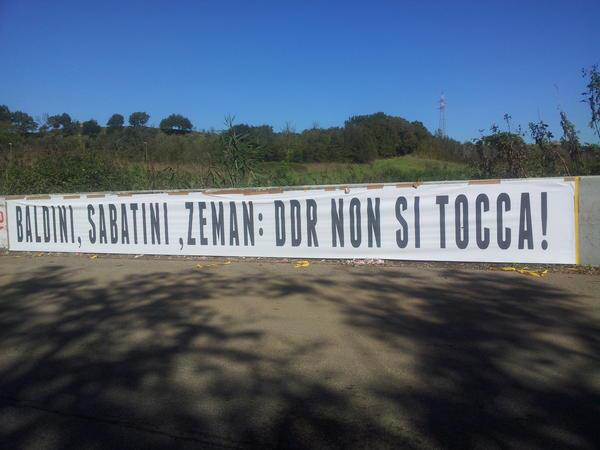 BALDINI, SABATINI ,ZEMAN: DDR NON SI TOCCA!